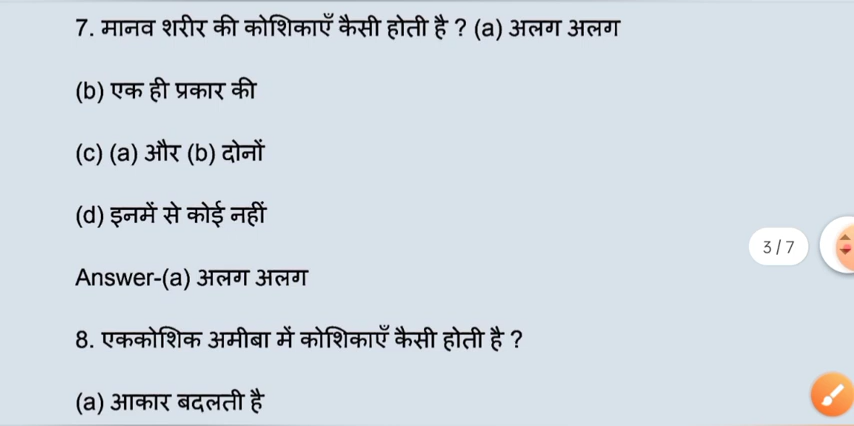 7. मानव शरीर की कोशिकाएँ कैसी होती है ? (a) अलग अलग
(b) एक ही प्रकार की
(c) (a) और (b) दोनों
(d) इनमें से कोई नहीं
3 / 7
Answer-(a) अलग अलग
8. एककोशिक अमीबा में कोशिकाएँ कैसी होती है ?
(a) आकार बदलती है